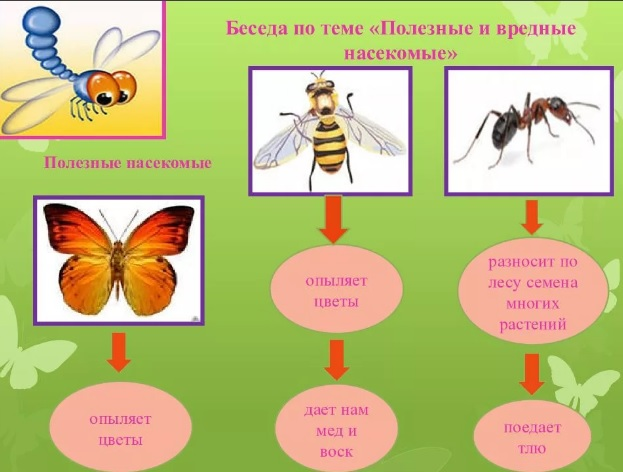 Беседа по теме «Полезные и вредные
насекомые»
Полезные насекомые
опыляет
цветы
опыляет
цветы
дает нам
мед и
воск
разносит по
лесу семена
многих
растений
поедает
тлю